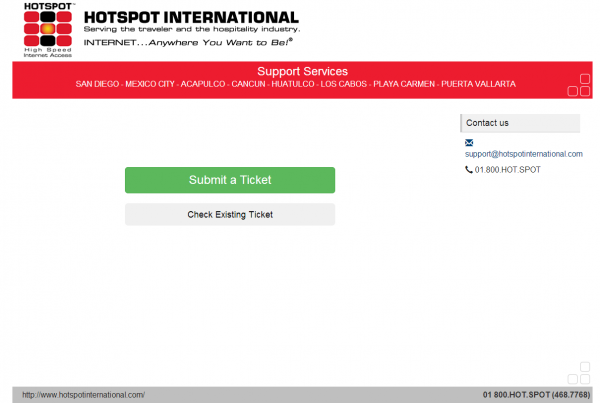 HOTSPOT™
High Speed
Internet Access
HOTSPOT INTERNATIONAL
Serving the traveler and the hospitality industry.
INTERNET...Anywhere You Want to Be!®
Support Services
SAN DIEGO - MEXICO CITY - ACAPULCO - CANCUN - HUATULCO - LOS CABOS - PLAYA CARMEN - PUERTA VALLARTA
Submit a Ticket
Check Existing Ticket
Contact us
support@hotspotinternational.com
01.800.HOT.SPOT
http://www.hotspotinternational.com/
01 800.HOT.SPOT (468.7768)